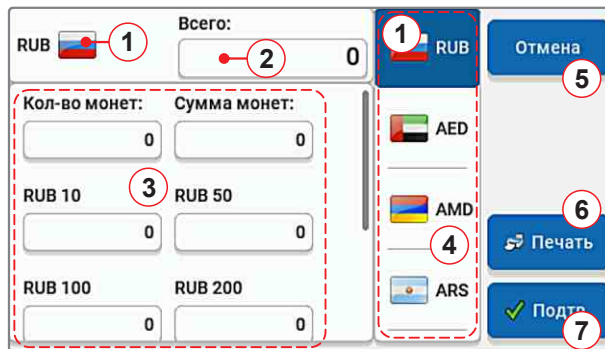 RUB 1
Всего:
2 0
1 RUB
AED
AMD
4
ARS
Кол-во монет: Сумма монет:
0 0
3
RUB 10 RUB 50
0 0
RUB 100 RUB 200
0 0
Отмена
5
6
Печать
Подтр
7